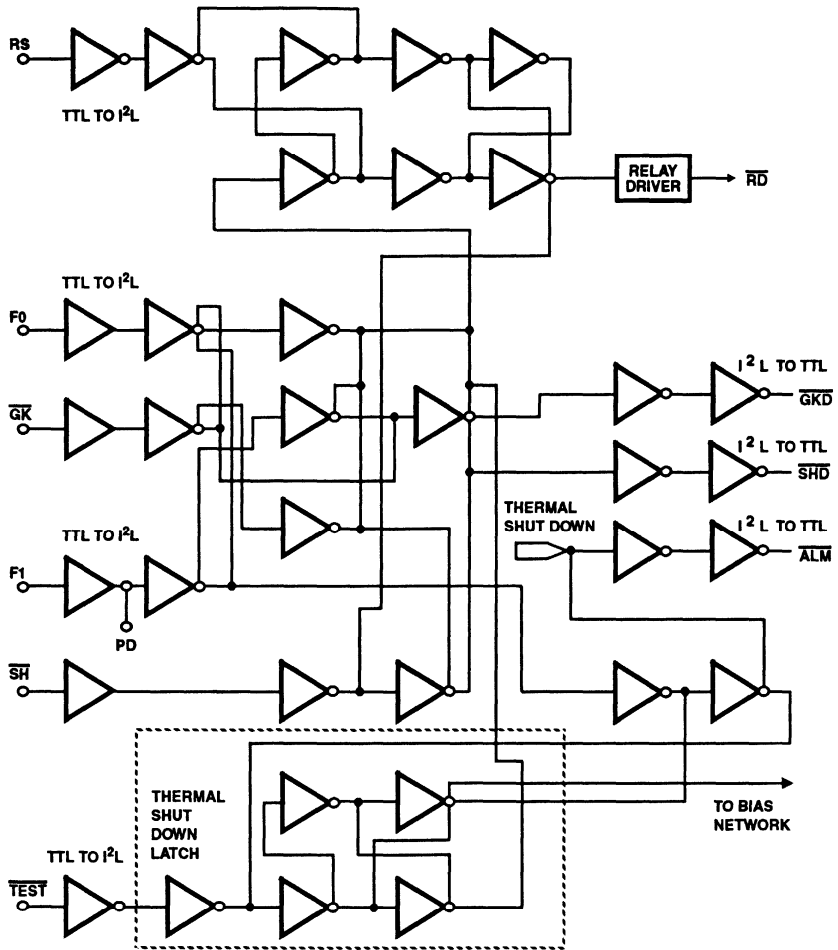 RS
TTL TO I²L
RELAY
DRIVER
RD
TTL TO I²L
F0
GK
I² L TO TTL
GKD
I² L TO TTL
SHD
THERMAL
SHUT DOWN
I² L TO TTL
ALM
TTL TO I²L
F1
PD
SH
THERMAL
SHUT
DOWN
LATCH
TO BIAS
NETWORK
TTL TO I²L
TEST